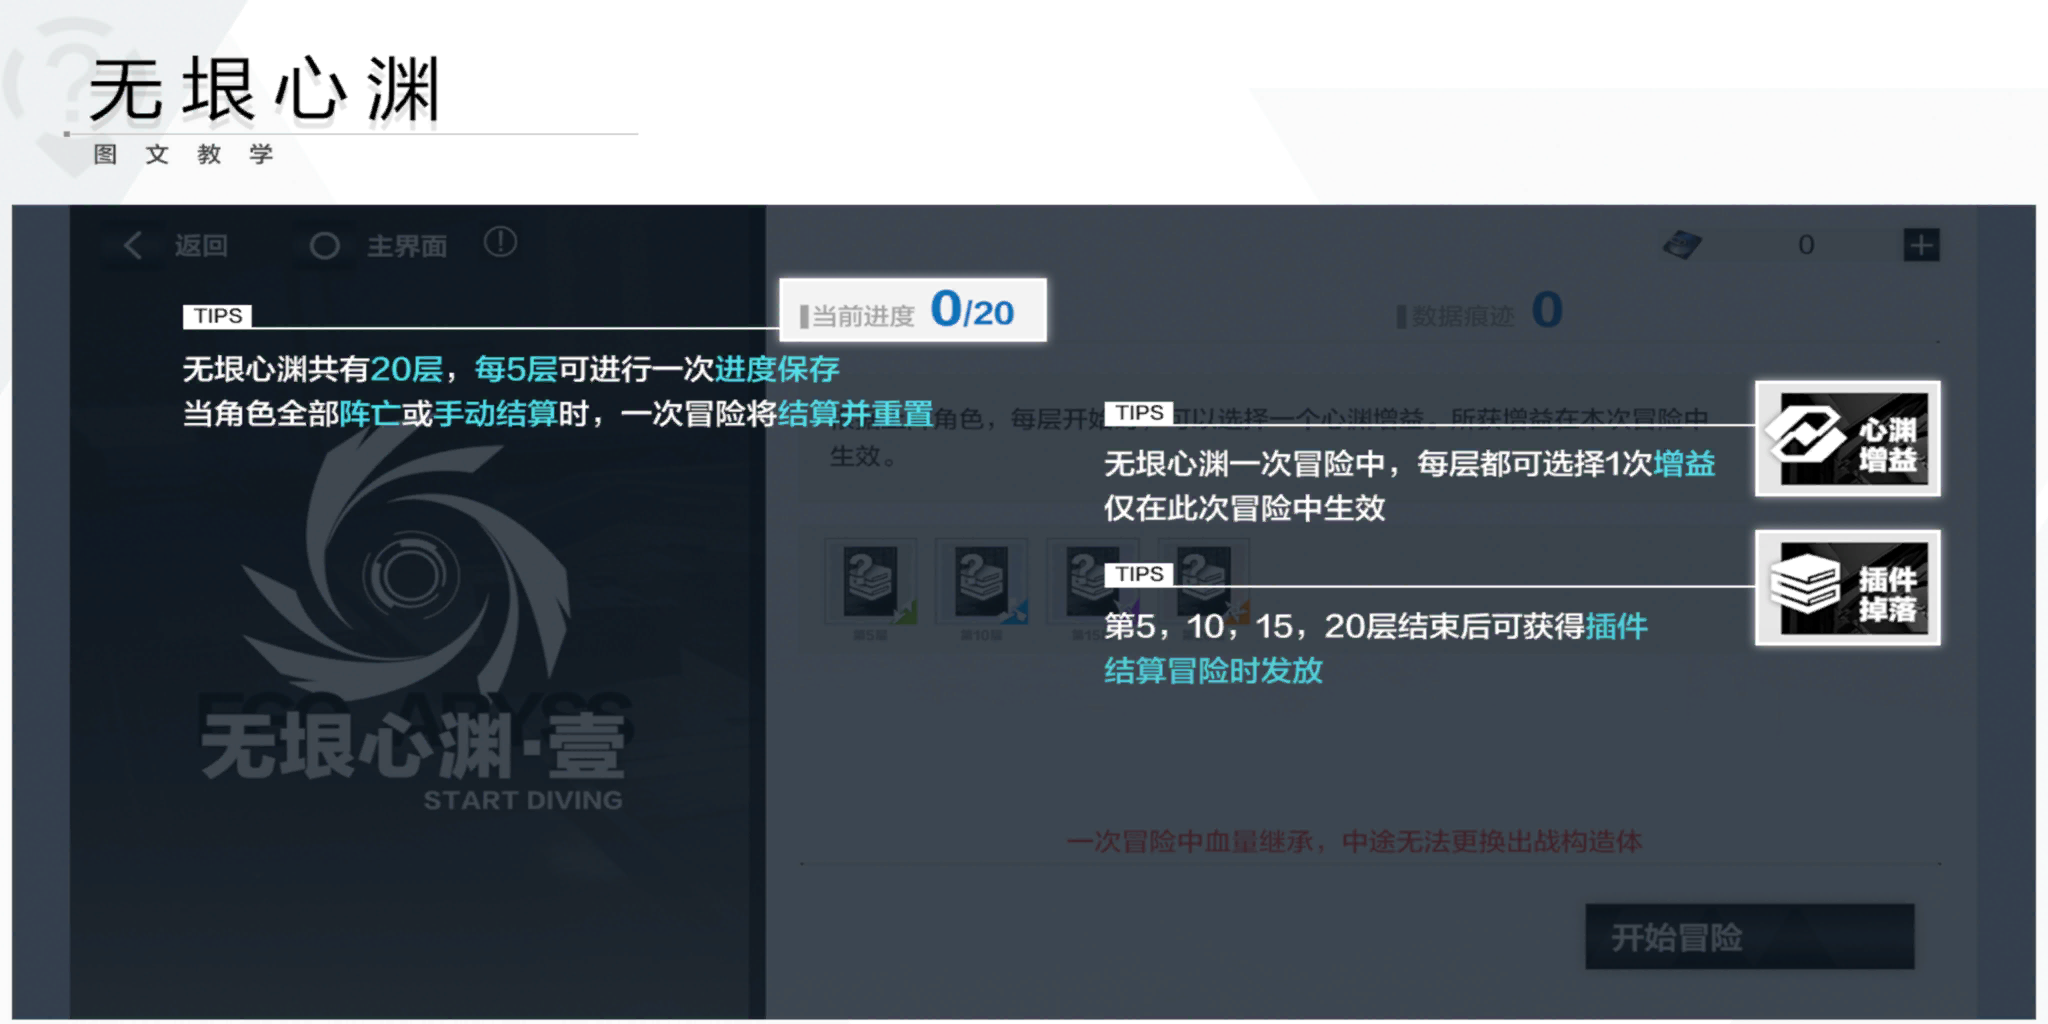 无垠心渊
图文教学
返回 主界面
0
TIPS
当前进度 0/20
数据痕迹 0
无垠心渊共有20层，每5层可进行一次进度保存
当角色全部阵亡或手动结算时，一次冒险将结算并重置
角色，每层开始 可以选择一个心渊增益。所获增益在本次冒险中
生效。
TIPS
无垠心渊一次冒险中，每层都可选择1次增益
仅在此次冒险中生效
心渊
增益
TIPS
第5，10，15，20层结束后可获得插件
结算冒险时发放
插件
掉落
第5层 第10层 第15
EGO ABYSS
无垠心渊·壹
START DIVING
一次冒险中血量继承，中途无法更换出战构造体
开始冒险